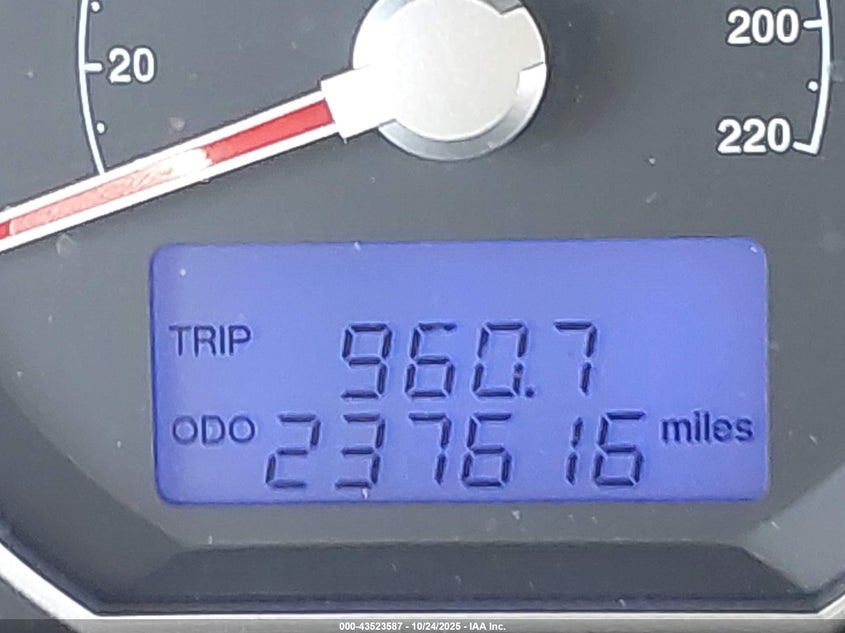 200
20
220
TRIP 960.7
ODO 237616 miles
000-43523587 - 10/24/2025 - IAA Inc.